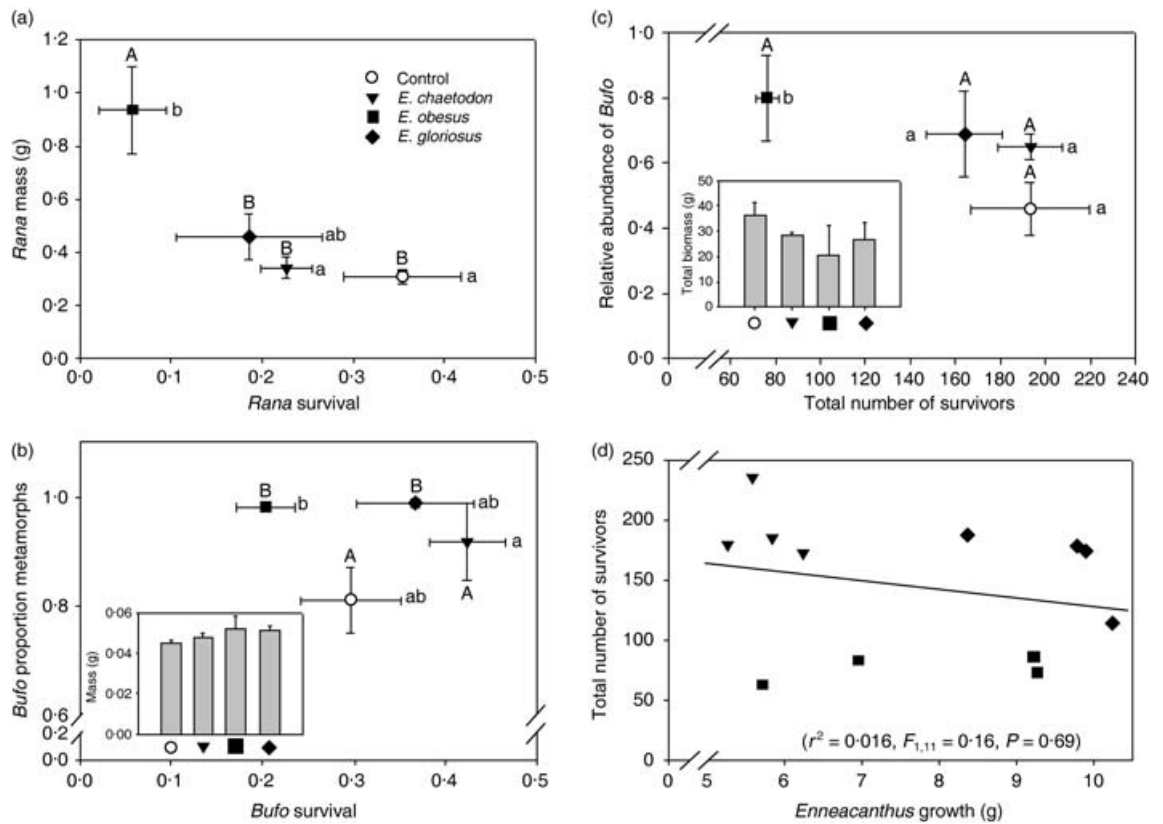 (a)
1·2
1·0
0·8
0·6
0·4
0·2
0·0
Rana mass (g)
A
b
B
ab
B
a
B
a
Control
E. chaetodon
E. obesus
E. gloriosus
0·0 0·1 0·2 0·3 0·4 0·5
Rana survival
(c)
1·0
0·8
0·6
0·4
0·2
0·0
Relative abundance of Bufo
A
b
A
a
A
a
A
a
50
40
30
20
10
0
Total biomass (g)
0 60 80 100 120 140 160 180 200 220 240
Total number of survivors
(b)
1·0
0·8
0·6
0·2
0·0
Bufo proportion metamorphs
B
b
B
ab
A
ab
a
A
0·06
0·04
0·02
0·00
Mass (g)
0·0 0·1 0·2 0·3 0·4 0·5
Bufo survival
(d)
250
200
150
100
50
0
Total number of survivors
(r² = 0·016, F₁,₁₁ = 0·16, P = 0·69)
0 5 6 7 8 9 10
Enneacanthus growth (g)